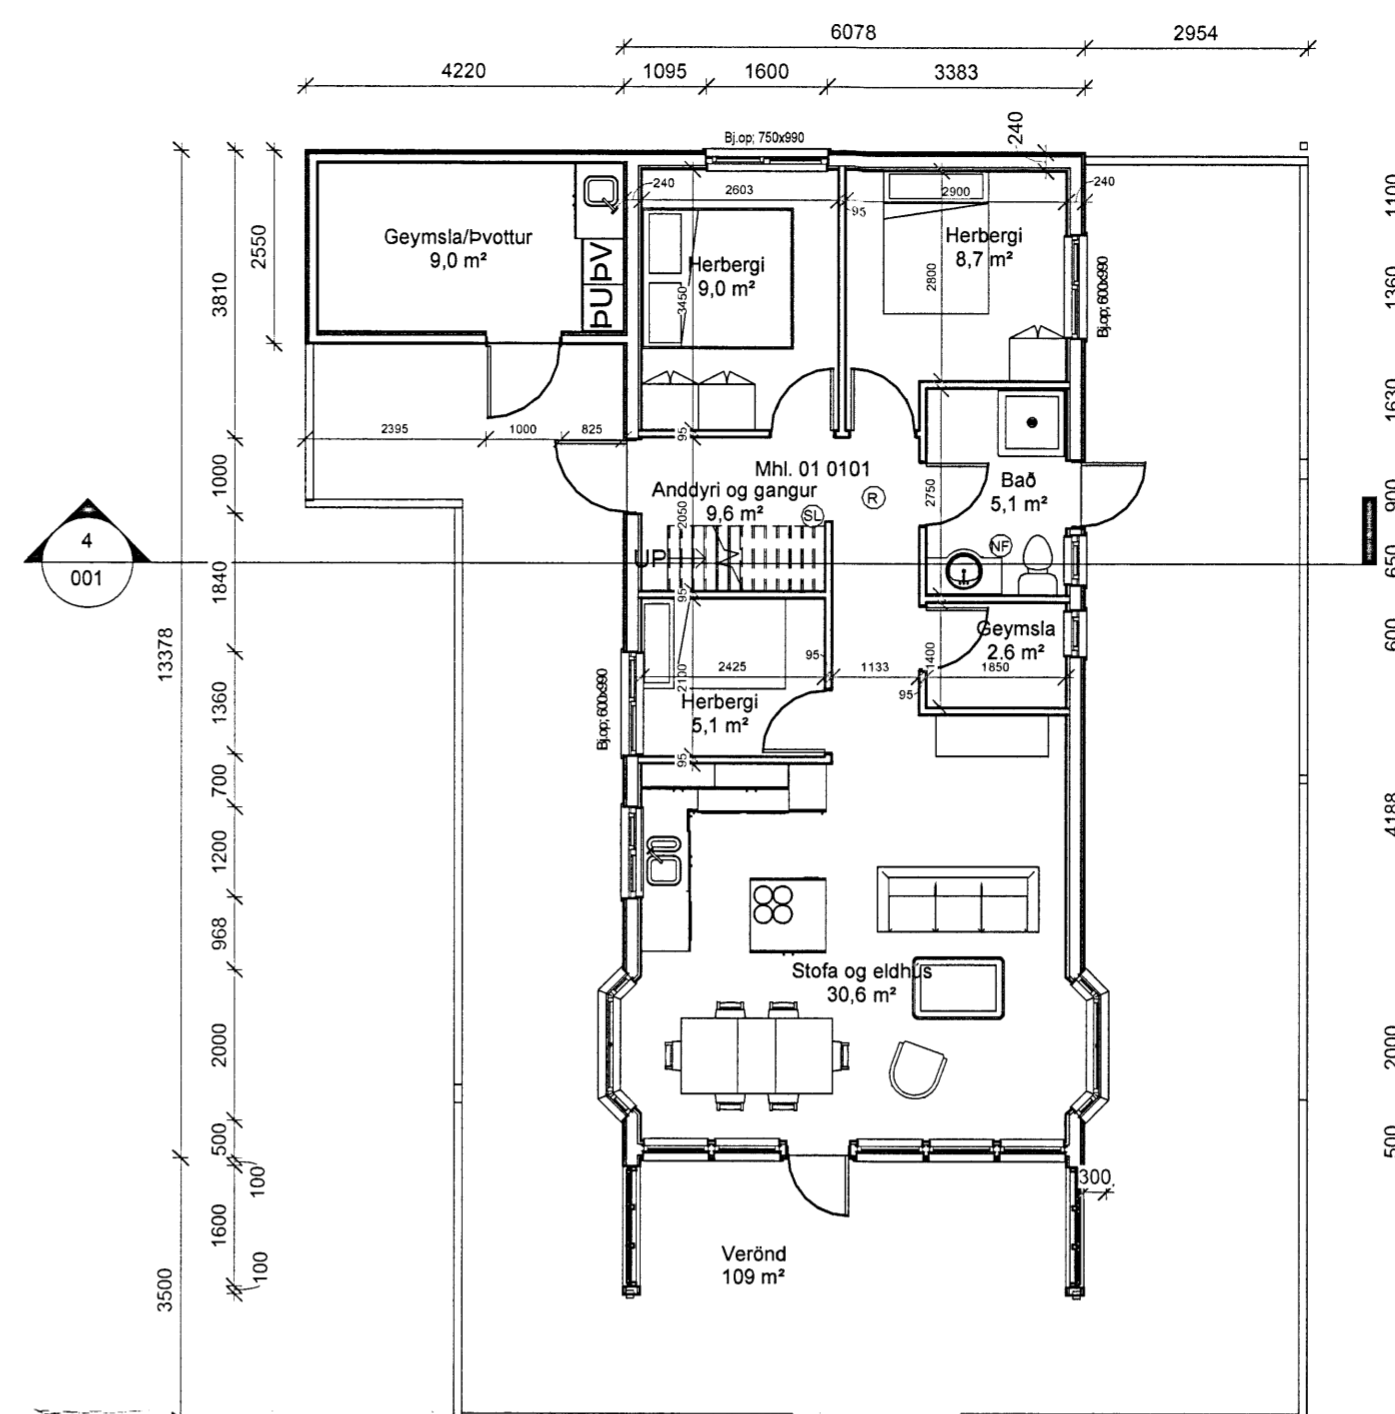 6078
2954
4220
1095
1600
3383
Bj.op; 750x990
240
240
2603
95
2900
240
1100
Geymsla/Þvottur
9,0 m²
ÞU
ÞV
Herbergi
9,0 m²
3450
Herbergi
8,7 m²
2800
Bj.op; 600x990
2550
3810
1360
1630
2395
1000
825
95
Mhl. 01 0101
Anddyri og gangur
9,6 m²
R
SL
2750
Bað
5,1 m²
NF
1000
900
2050
UP
4
001
1840
650
95
13378
Geymsla
2.6 m²
600
2425
95
1133
1400
1850
95
2100
Herbergi
5,1 m²
Bj.op; 600x990
1360
95
700
1200
4188
968
Stofa og eldhús
30,6 m²
2000
2000
500
500
100
300
1600
Verönd
109 m²
100
3500